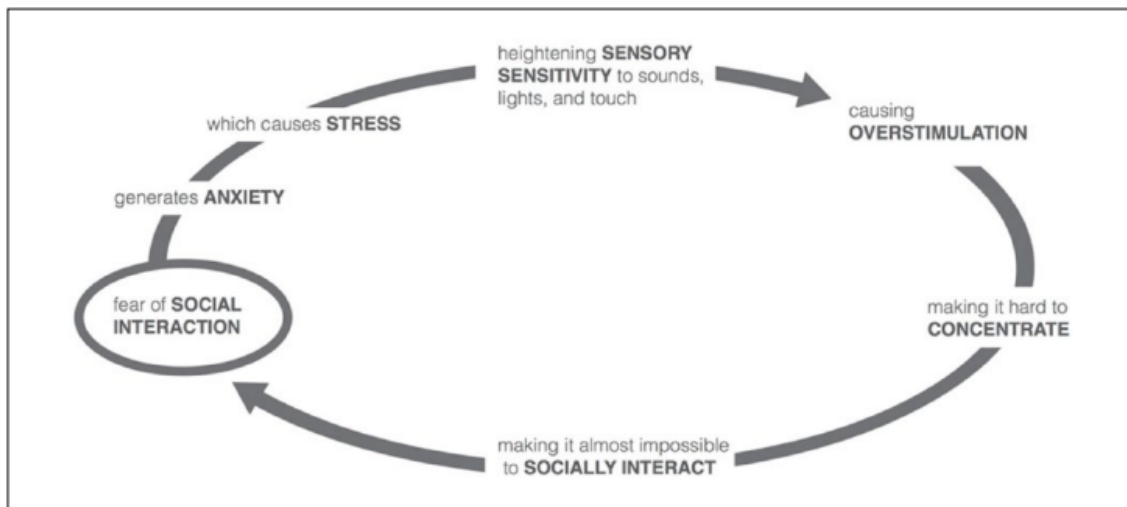 fear of SOCIAL
INTERACTION
generates ANXIETY
which causes STRESS
heightening SENSORY
SENSITIVITY to sounds,
lights, and touch
causing
OVERSTIMULATION
making it hard to
CONCENTRATE
making it almost impossible
to SOCIALLY INTERACT